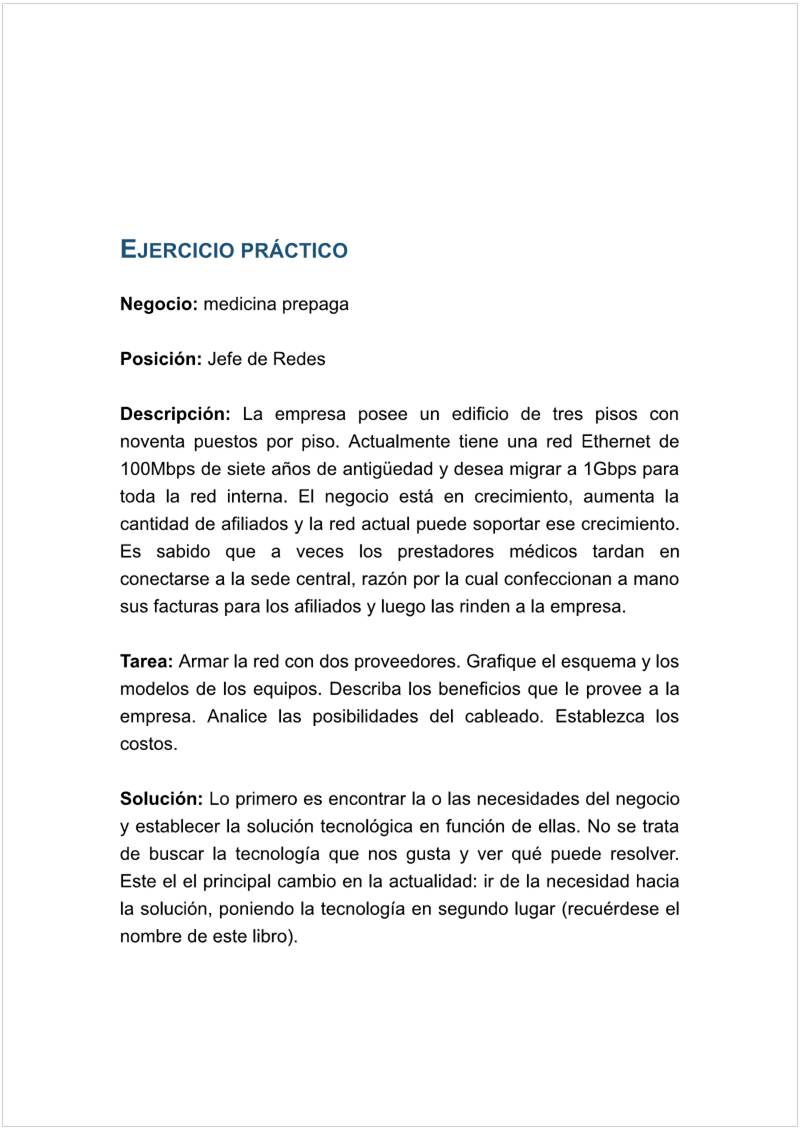 EJERCICIO PRÁCTICO
Negocio: medicina prepaga
Posición: Jefe de Redes
Descripción: La empresa posee un edificio de tres pisos con
noventa puestos por piso. Actualmente tiene una red Ethernet de
100Mbps de siete años de antigüedad y desea migrar a 1Gbps para
toda la red interna. El negocio está en crecimiento, aumenta la
cantidad de afiliados y la red actual puede soportar ese crecimiento.
Es sabido que a veces los prestadores médicos tardan en
conectarse a la sede central, razón por la cual confeccionan a mano
sus facturas para los afiliados y luego las rinden a la empresa.
Tarea: Armar la red con dos proveedores. Grafique el esquema y los
modelos de los equipos. Describa los beneficios que le provee a la
empresa. Analice las posibilidades del cableado. Establezca los
costos.
Solución: Lo primero es encontrar la o las necesidades del negocio
y establecer la solución tecnológica en función de ellas. No se trata
de buscar la tecnología que nos gusta y ver qué puede resolver.
Este el el principal cambio en la actualidad: ir de la necesidad hacia
la solución, poniendo la tecnología en segundo lugar (recuérdese el
nombre de este libro).